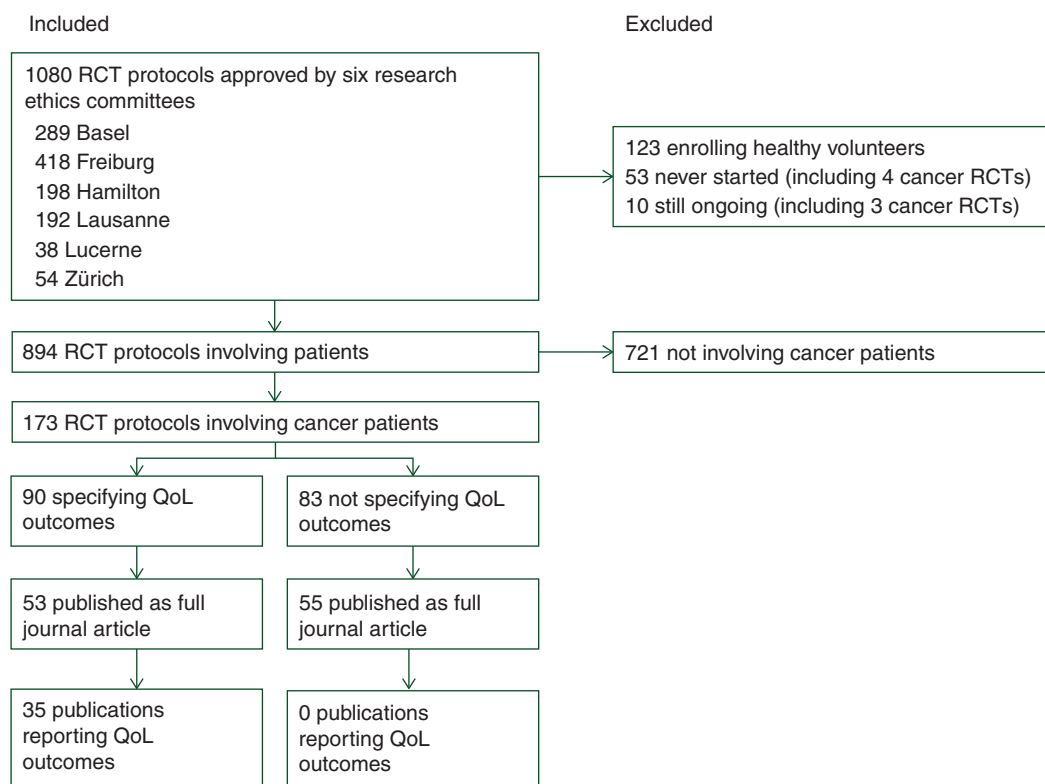 Included
Excluded
1080 RCT protocols approved by six research
ethics committees
289 Basel
418 Freiburg
198 Hamilton
192 Lausanne
38 Lucerne
54 Zürich
123 enrolling healthy volunteers
53 never started (including 4 cancer RCTs)
10 still ongoing (including 3 cancer RCTs)
894 RCT protocols involving patients
721 not involving cancer patients
173 RCT protocols involving cancer patients
90 specifying QoL
outcomes
83 not specifying QoL
outcomes
53 published as full
journal article
55 published as full
journal article
35 publications
reporting QoL
outcomes
0 publications
reporting QoL
outcomes